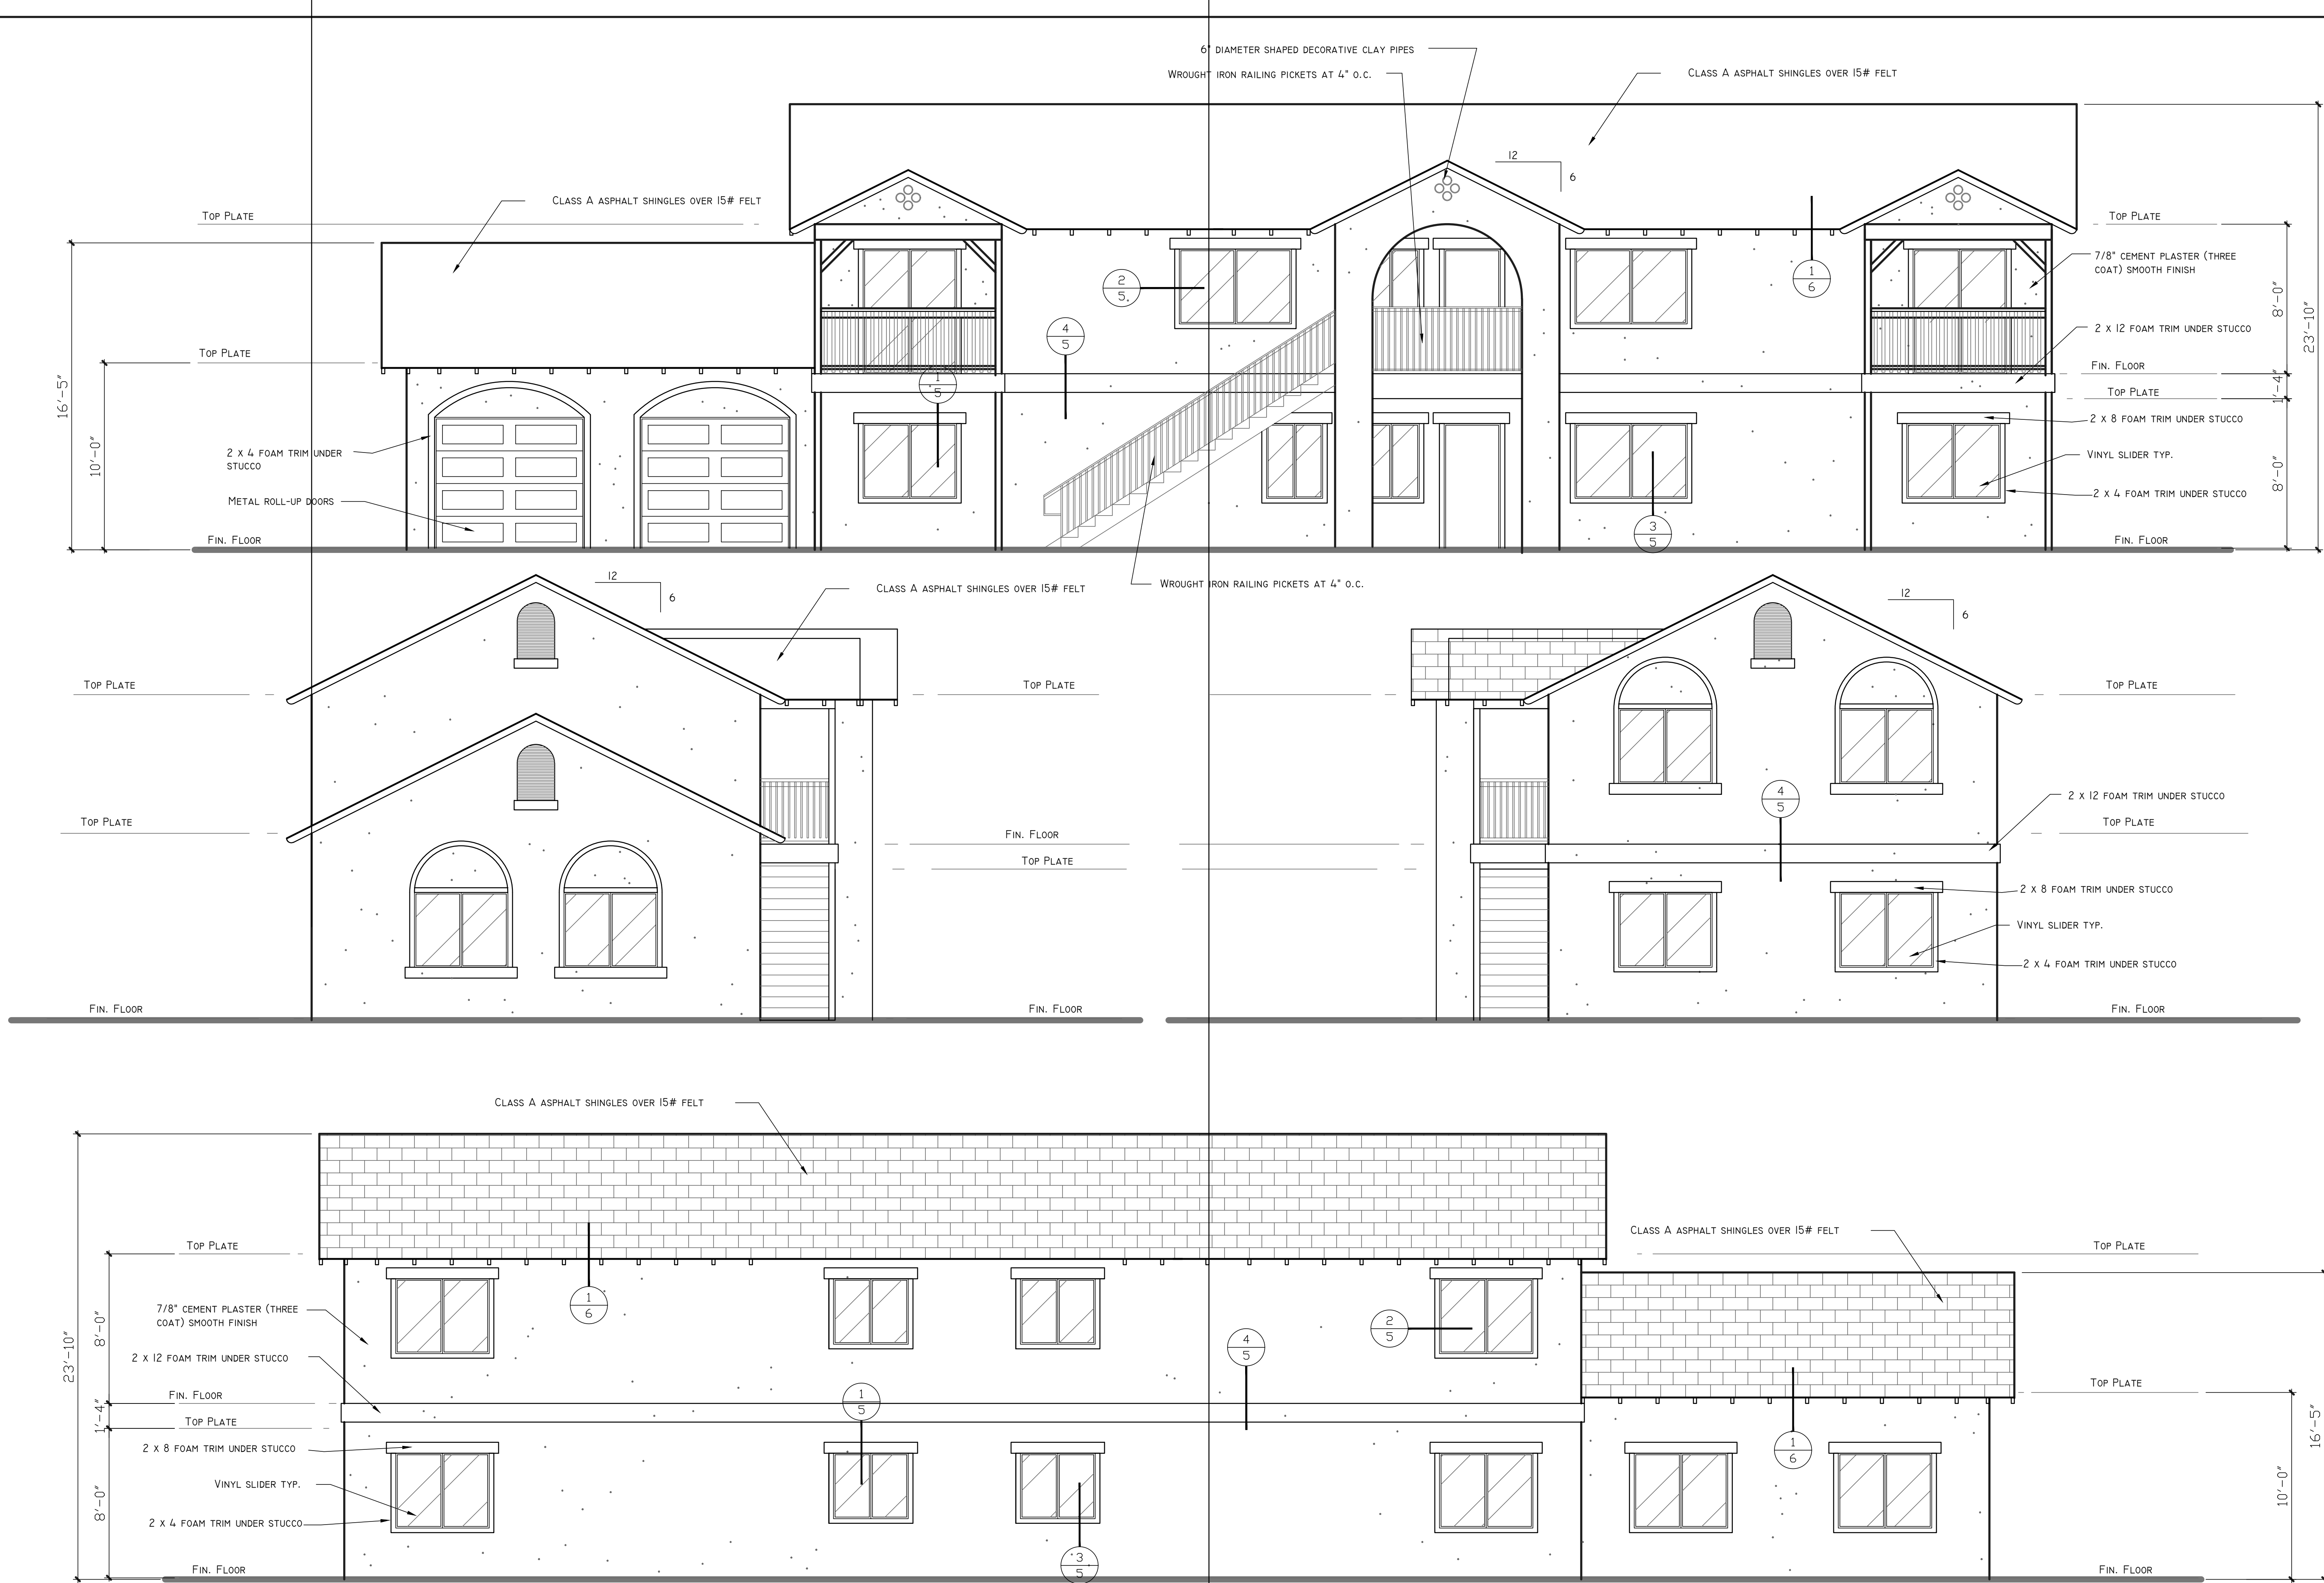 6" DIAMETER SHAPED DECORATIVE CLAY PIPES
WROUGHT IRON RAILING PICKETS AT 4" O.C.
CLASS A ASPHALT SHINGLES OVER 15# FELT
12
6
CLASS A ASPHALT SHINGLES OVER 15# FELT
TOP PLATE
TOP PLATE
TOP PLATE
7/8" CEMENT PLASTER (THREE
COAT) SMOOTH FINISH
2 X 12 FOAM TRIM UNDER STUCCO
FIN. FLOOR
TOP PLATE
2 X 8 FOAM TRIM UNDER STUCCO
VINYL SLIDER TYP.
2 X 4 FOAM TRIM UNDER STUCCO
FIN. FLOOR
8'-0"
1'-4"
8'-0"
23'-10"
16'-5"
10'-0"
2 X 4 FOAM TRIM UNDER
STUCCO
METAL ROLL-UP DOORS
FIN. FLOOR
2
5
4
5
1
5
1
6
3
5
WROUGHT IRON RAILING PICKETS AT 4" O.C.
12
6
CLASS A ASPHALT SHINGLES OVER 15# FELT
TOP PLATE
TOP PLATE
TOP PLATE
FIN. FLOOR
TOP PLATE
FIN. FLOOR
FIN. FLOOR
12
6
TOP PLATE
4
5
2 X 12 FOAM TRIM UNDER STUCCO
TOP PLATE
2 X 8 FOAM TRIM UNDER STUCCO
VINYL SLIDER TYP.
2 X 4 FOAM TRIM UNDER STUCCO
FIN. FLOOR
CLASS A ASPHALT SHINGLES OVER 15# FELT
CLASS A ASPHALT SHINGLES OVER 15# FELT
TOP PLATE
TOP PLATE
7/8" CEMENT PLASTER (THREE
COAT) SMOOTH FINISH
2 X 12 FOAM TRIM UNDER STUCCO
FIN. FLOOR
TOP PLATE
2 X 8 FOAM TRIM UNDER STUCCO
VINYL SLIDER TYP.
2 X 4 FOAM TRIM UNDER STUCCO
FIN. FLOOR
23'-10"
8'-0"
1'-4"
8'-0"
1
6
1
5
3
5
4
5
2
5
1
6
TOP PLATE
FIN. FLOOR
10'-0"
16'-5"